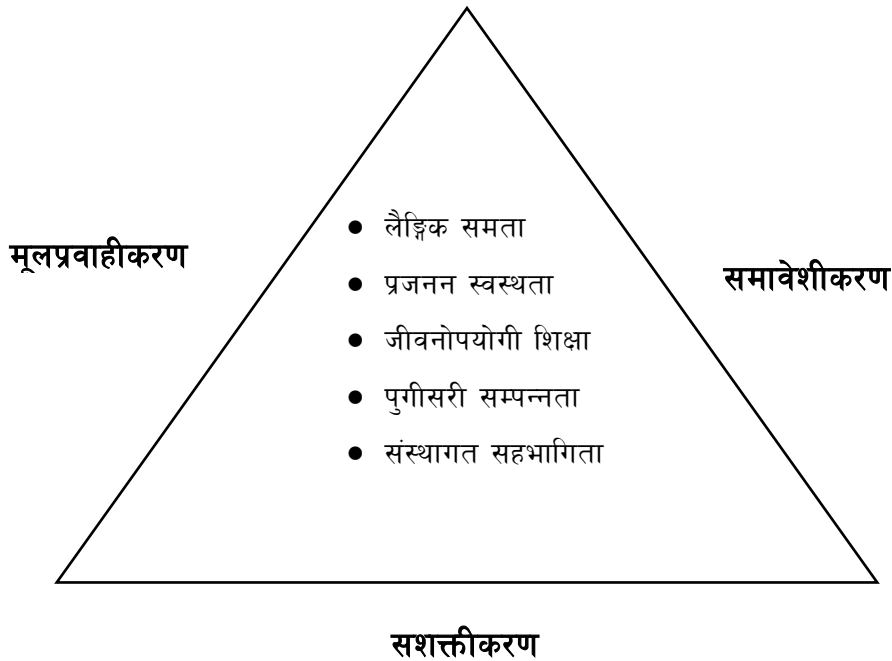 मूलप्रवाहीकरण
समावेशीकरण
• लैङ्गिक समता
• प्रजनन स्वस्थता
• जीवनोपयोगी शिक्षा
• पुगीसरी सम्पन्नता
• संस्थागत सहभागिता
सशक्तीकरण